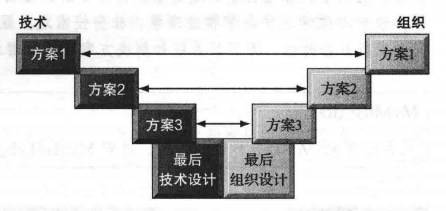 技术 组织
方案1 方案1
方案2 方案2
方案3 方案3
最后 最后
技术设计 组织设计